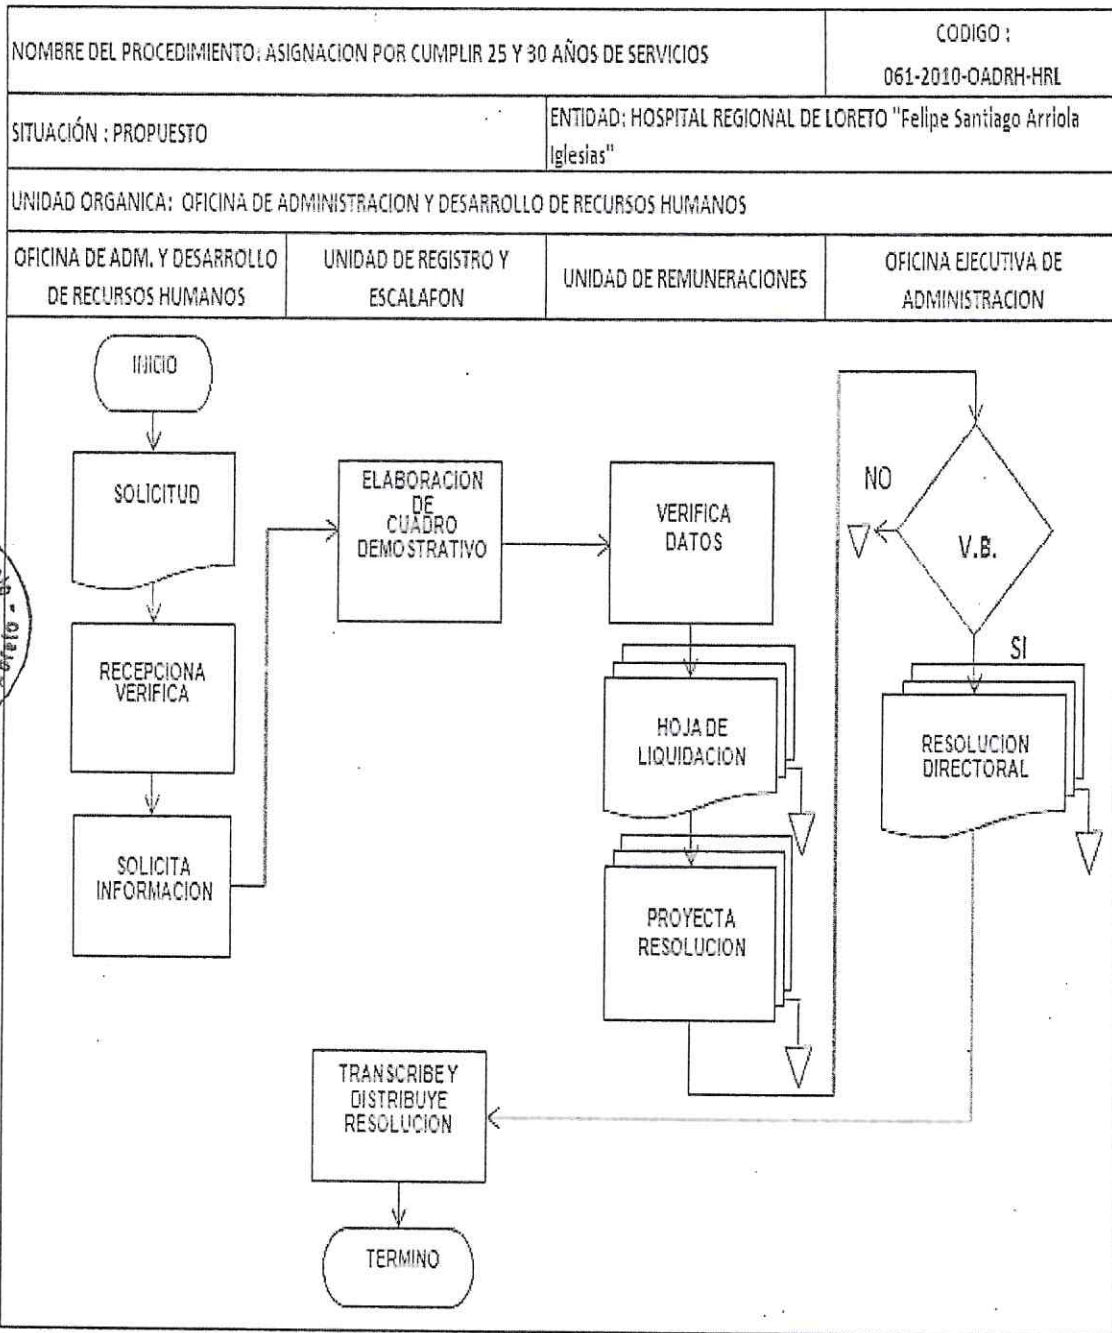 NOMBRE DEL PROCEDIMIENTO: ASIGNACION POR CUMPLIR 25 Y 30 AÑOS DE SERVICIOS
CODIGO :
061-2010-OADRH-HRL
SITUACIÓN : PROPUESTO
ENTIDAD: HOSPITAL REGIONAL DE LORETO "Felipe Santiago Arriola
Iglesias"
UNIDAD ORGANICA: OFICINA DE ADMINISTRACION Y DESARROLLO DE RECURSOS HUMANOS
OFICINA DE ADM. Y DESARROLLO
DE RECURSOS HUMANOS
UNIDAD DE REGISTRO Y
ESCALAFON
UNIDAD DE REMUNERACIONES
OFICINA EJECUTIVA DE
ADMINISTRACION
INICIO
SOLICITUD
RECEPCIONA
VERIFICA
SOLICITA
INFORMACION
ELABORACION
DE
CUADRO
DEMOSTRATIVO
VERIFICA
DATOS
HOJA DE
LIQUIDACION
PROYECTA
RESOLUCION
NO
V.B.
SI
RESOLUCION
DIRECTORAL
TRANSCRIBE Y
DISTRIBUYE
RESOLUCION
TERMINO